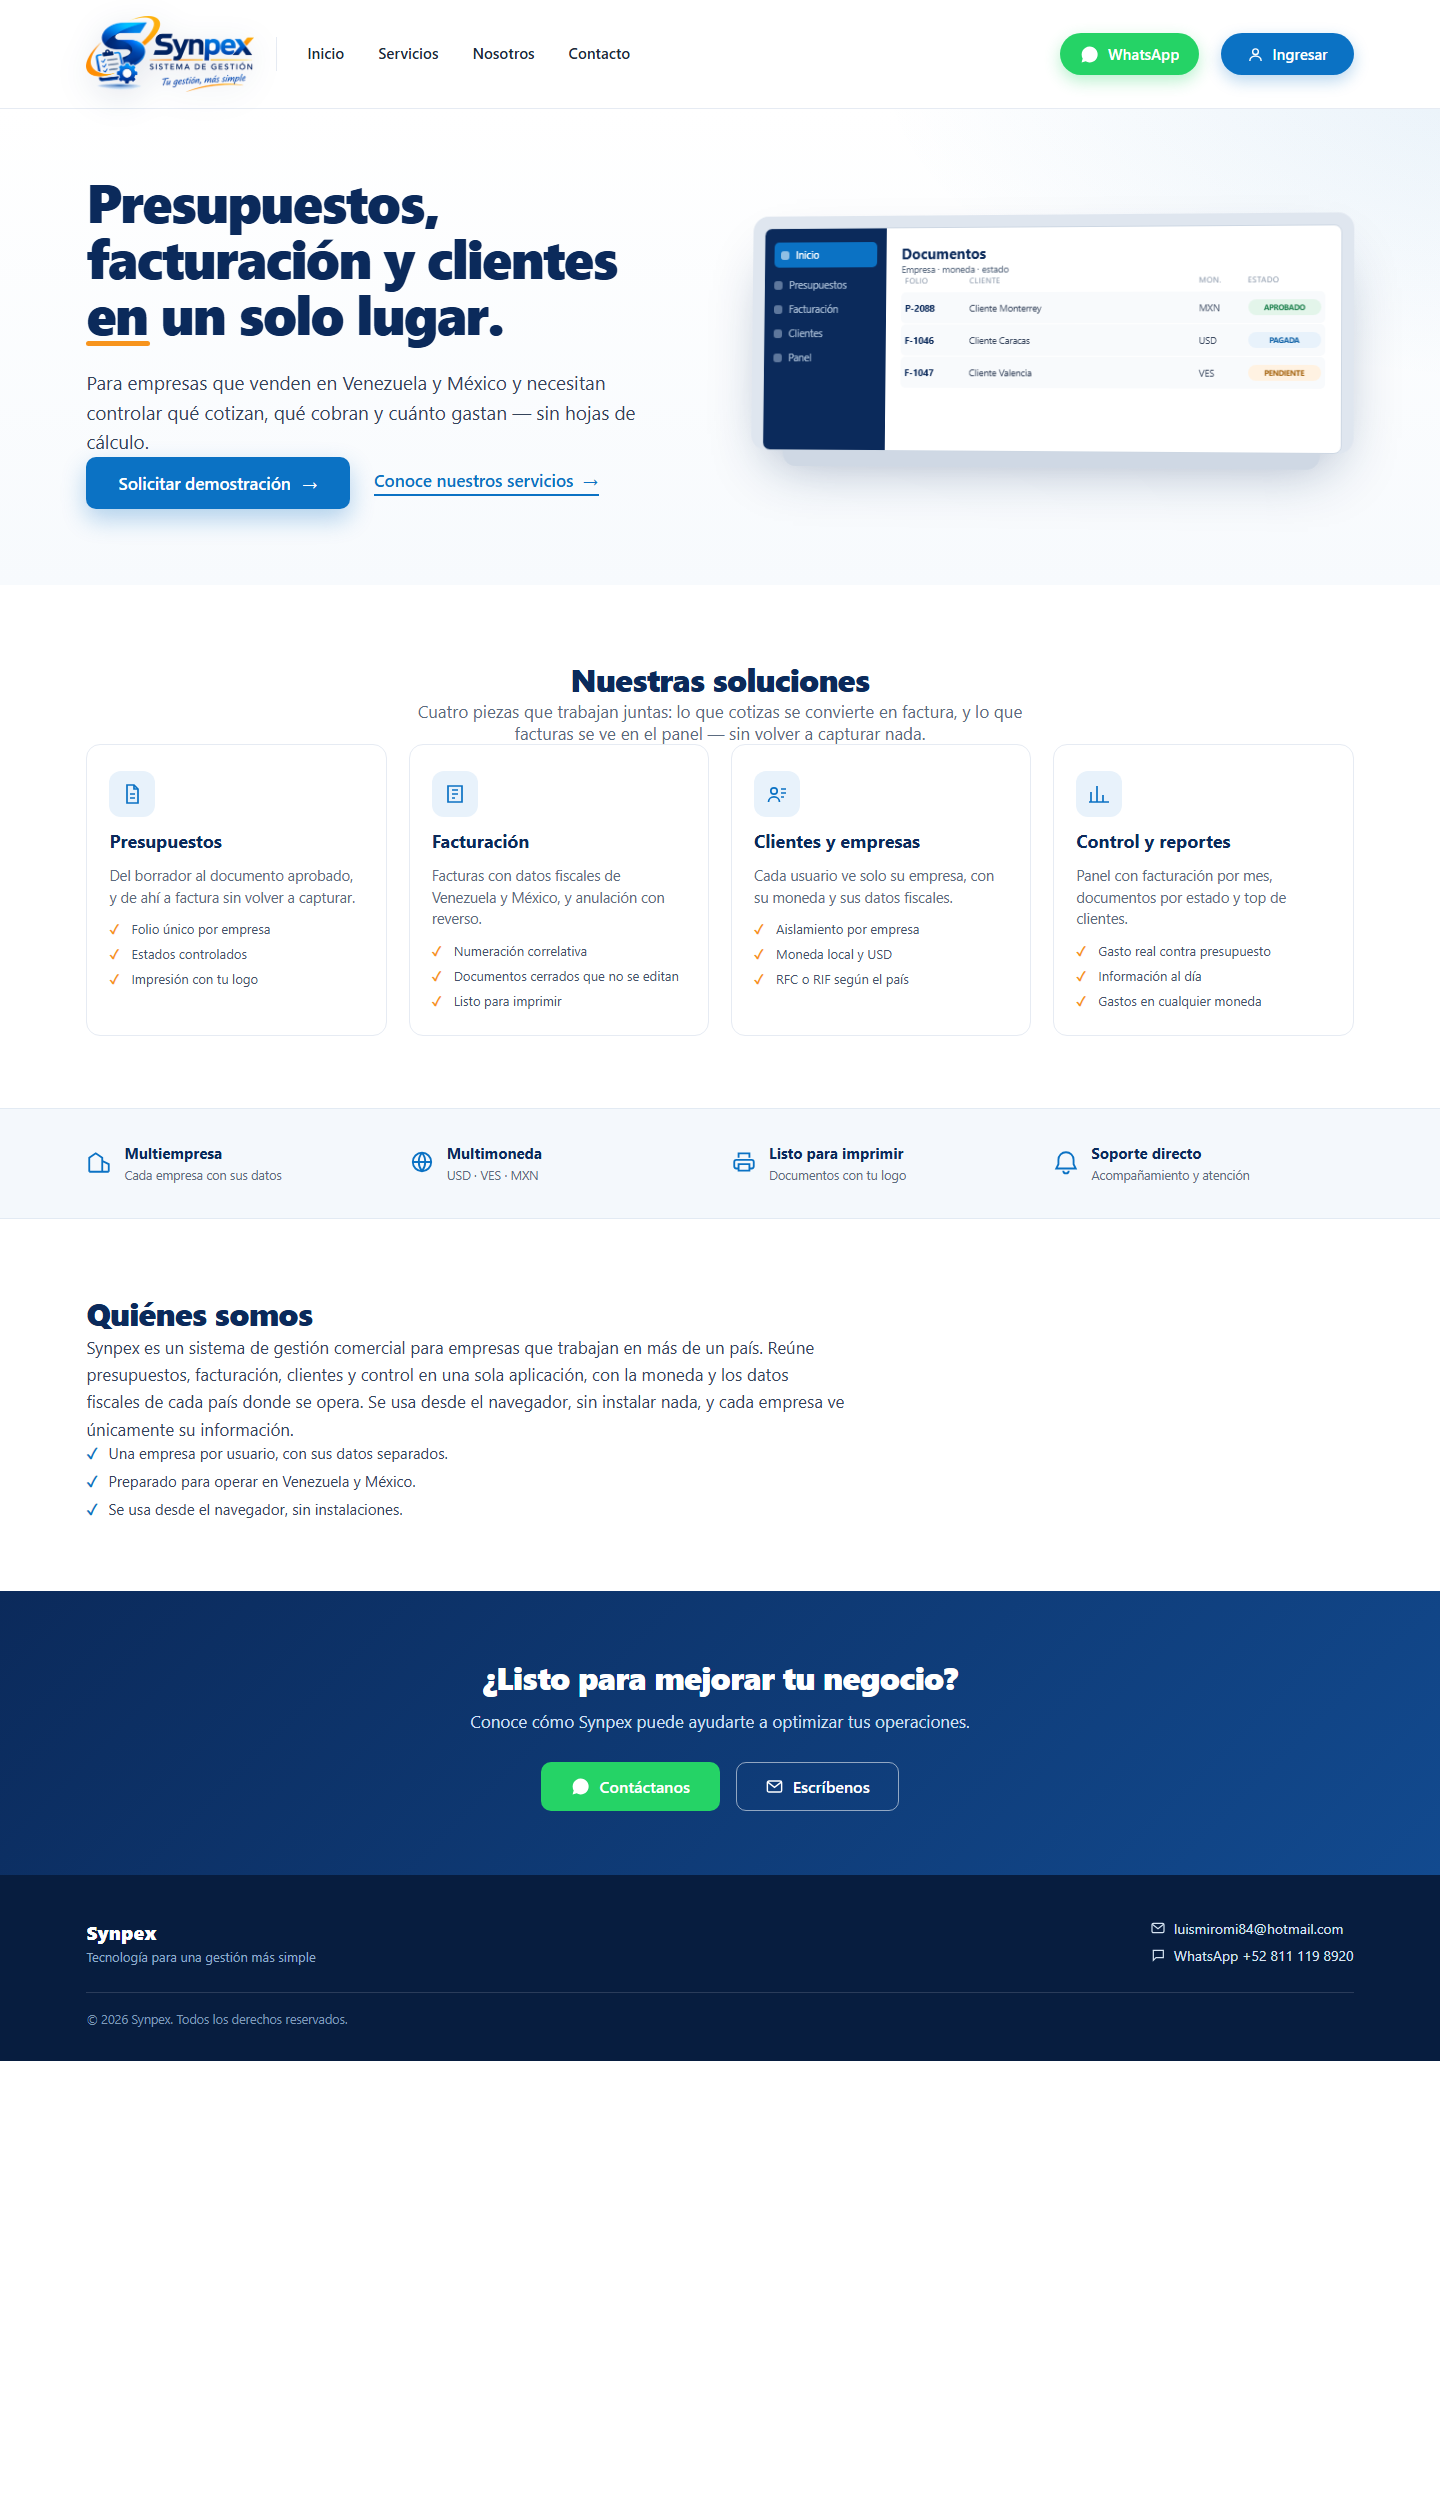 Synpex
SISTEMA DE GESTIÓN
Tu gestión, más simple
Inicio
Servicios
Nosotros
Contacto
WhatsApp
Ingresar
Presupuestos,
facturación y clientes
en un solo lugar.
Para empresas que venden en Venezuela y México y necesitan
controlar qué cotizan, qué cobran y cuánto gastan — sin hojas de
cálculo.
Solicitar demostración →
Conoce nuestros servicios →
Inicio
Presupuestos
Facturación
Clientes
Panel
Documentos
Empresa · moneda · estado
FOLIO CLIENTE MON. ESTADO
P-2088 Cliente Monterrey MXN APROBADO
F-1046 Cliente Caracas USD PAGADA
F-1047 Cliente Valencia VES PENDIENTE
Nuestras soluciones
Cuatro piezas que trabajan juntas: lo que cotizas se convierte en factura, y lo que
facturas se ve en el panel — sin volver a capturar nada.
Presupuestos
Del borrador al documento aprobado,
y de ahí a factura sin volver a capturar.
✓ Folio único por empresa
✓ Estados controlados
✓ Impresión con tu logo
Facturación
Facturas con datos fiscales de
Venezuela y México, y anulación con
reverso.
✓ Numeración correlativa
✓ Documentos cerrados que no se editan
✓ Listo para imprimir
Clientes y empresas
Cada usuario ve solo su empresa, con
su moneda y sus datos fiscales.
✓ Aislamiento por empresa
✓ Moneda local y USD
✓ RFC o RIF según el país
Control y reportes
Panel con facturación por mes,
documentos por estado y top de
clientes.
✓ Gasto real contra presupuesto
✓ Información al día
✓ Gastos en cualquier moneda
Multiempresa
Cada empresa con sus datos
Multimoneda
USD · VES · MXN
Listo para imprimir
Documentos con tu logo
Soporte directo
Acompañamiento y atención
Quiénes somos
Synpex es un sistema de gestión comercial para empresas que trabajan en más de un país. Reúne
presupuestos, facturación, clientes y control en una sola aplicación, con la moneda y los datos
fiscales de cada país donde se opera. Se usa desde el navegador, sin instalar nada, y cada empresa ve
únicamente su información.
✓ Una empresa por usuario, con sus datos separados.
✓ Preparado para operar en Venezuela y México.
✓ Se usa desde el navegador, sin instalaciones.
¿Listo para mejorar tu negocio?
Conoce cómo Synpex puede ayudarte a optimizar tus operaciones.
Contáctanos
Escríbenos
Synpex
Tecnología para una gestión más simple
luismiromi84@hotmail.com
WhatsApp +52 811 119 8920
© 2026 Synpex. Todos los derechos reservados.